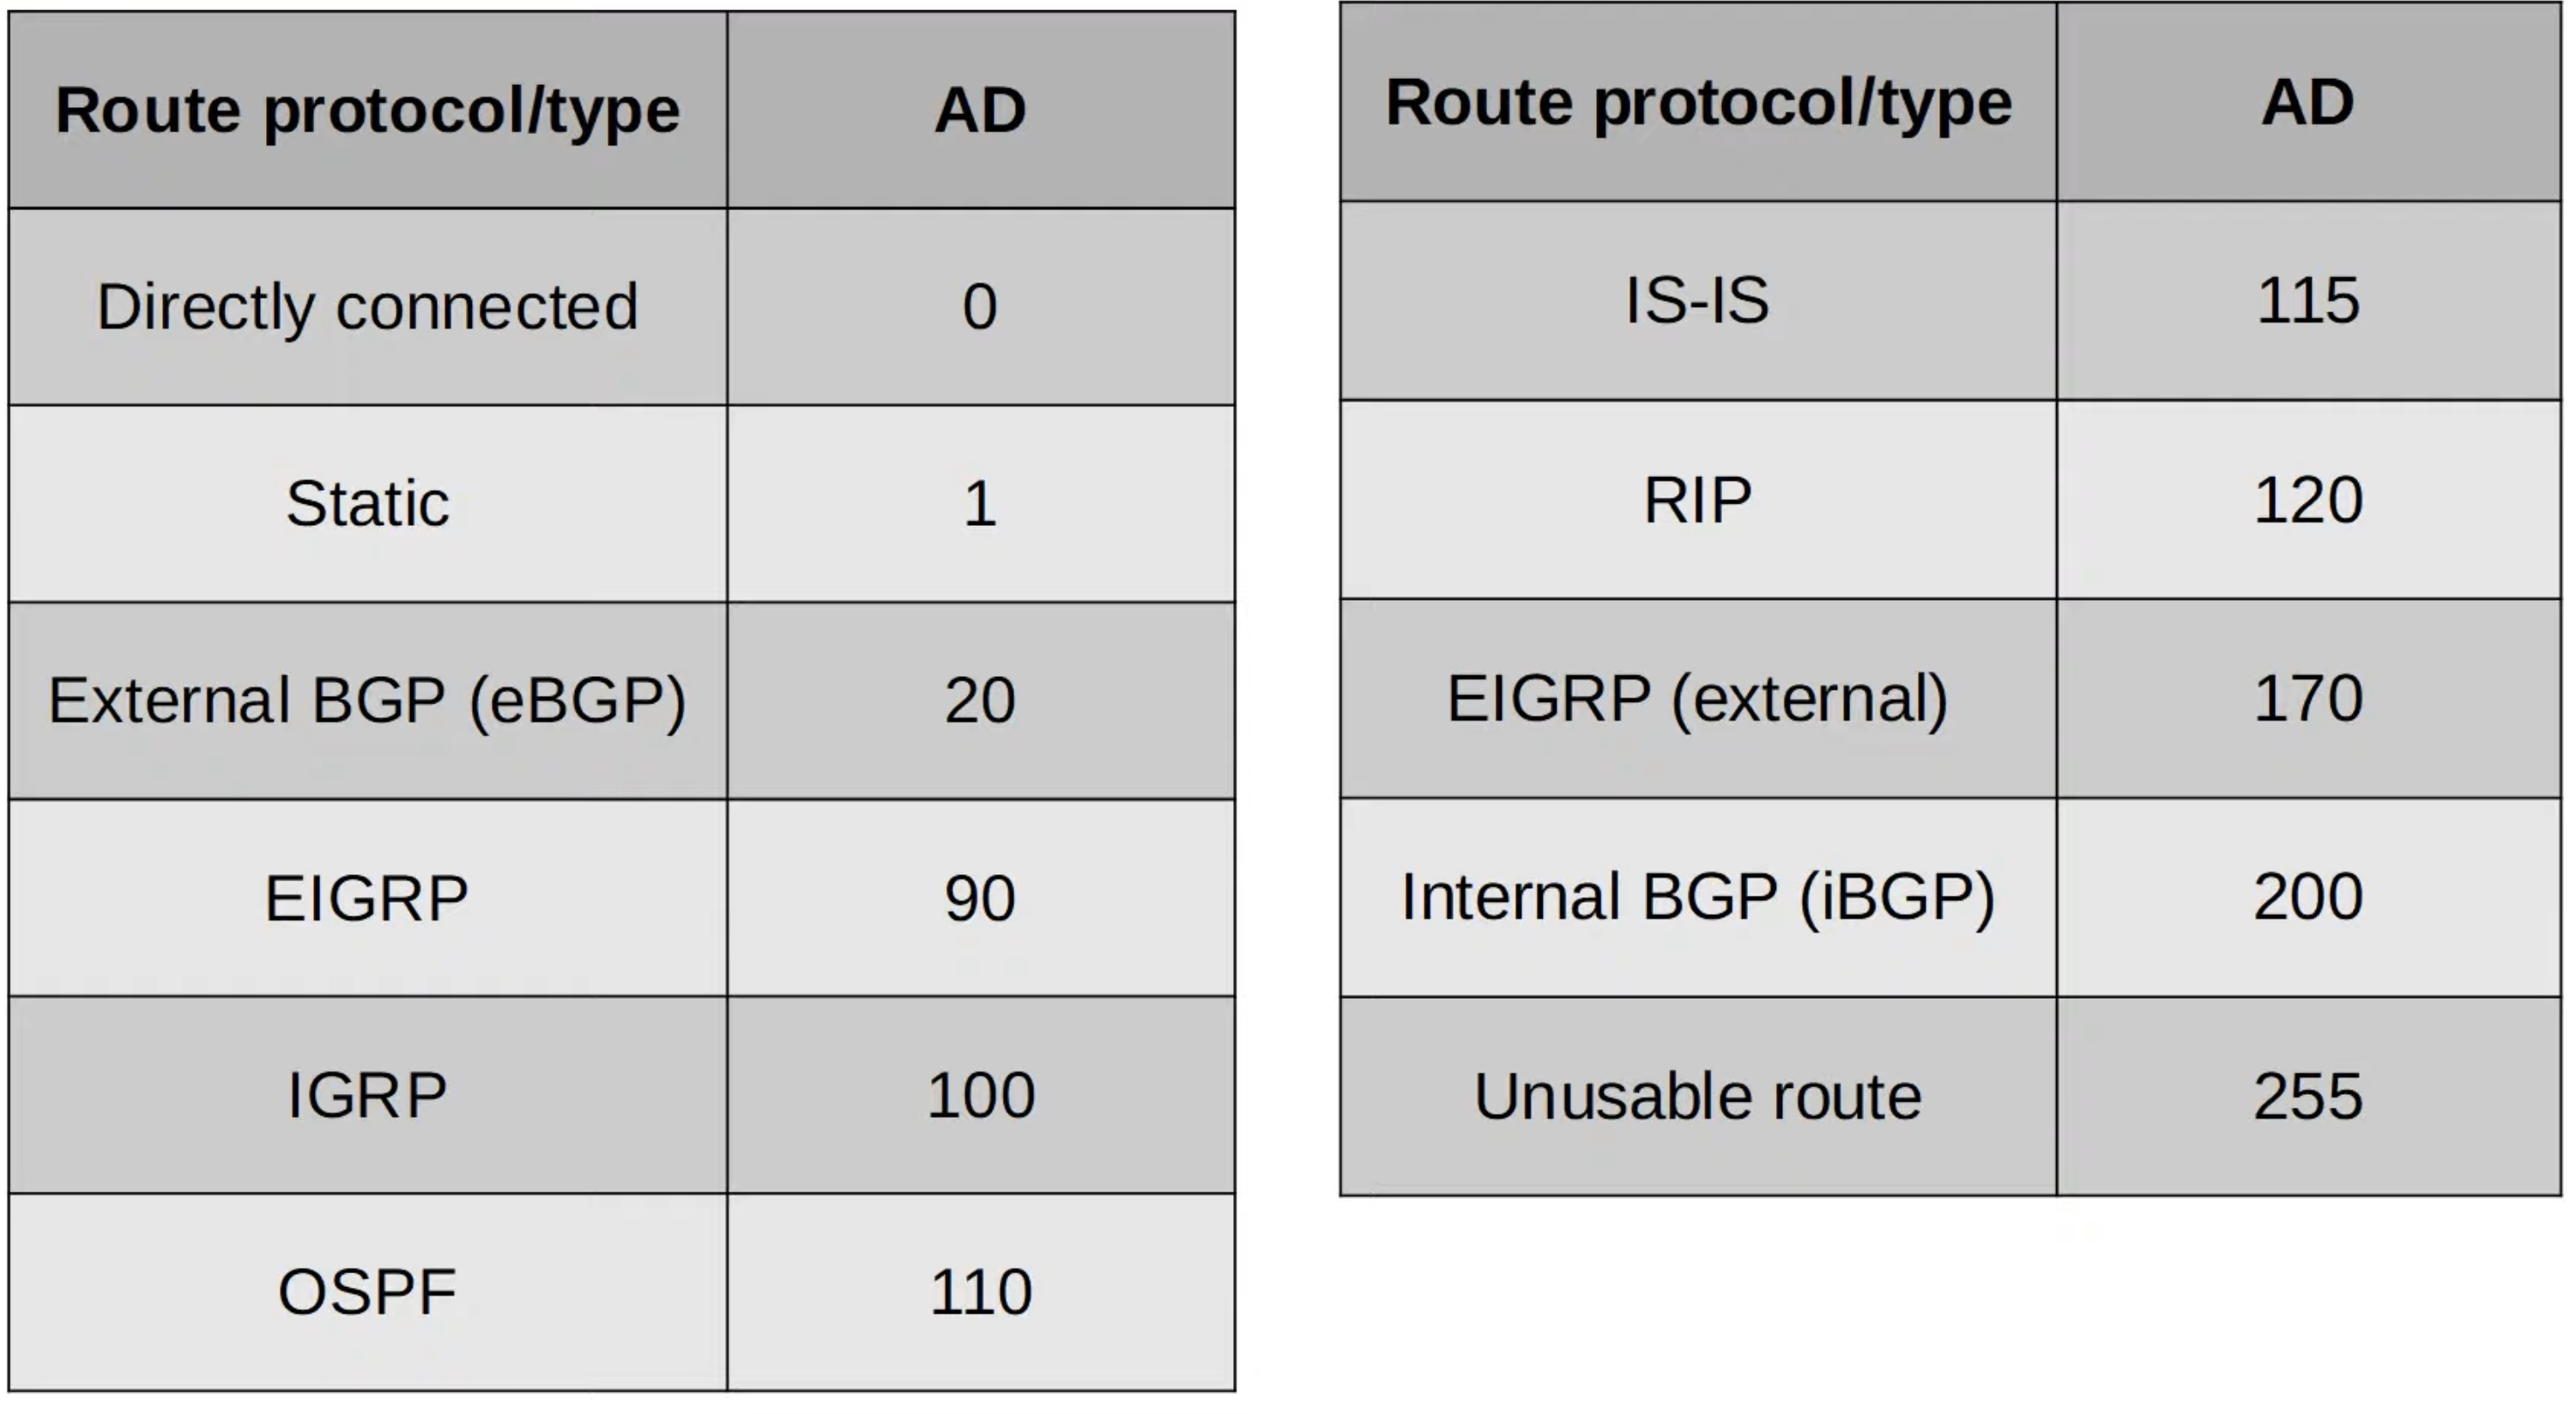 Route protocol/type AD
Directly connected 0
Static 1
External BGP (eBGP) 20
EIGRP 90
IGRP 100
OSPF 110
Route protocol/type AD
IS-IS 115
RIP 120
EIGRP (external) 170
Internal BGP (iBGP) 200
Unusable route 255